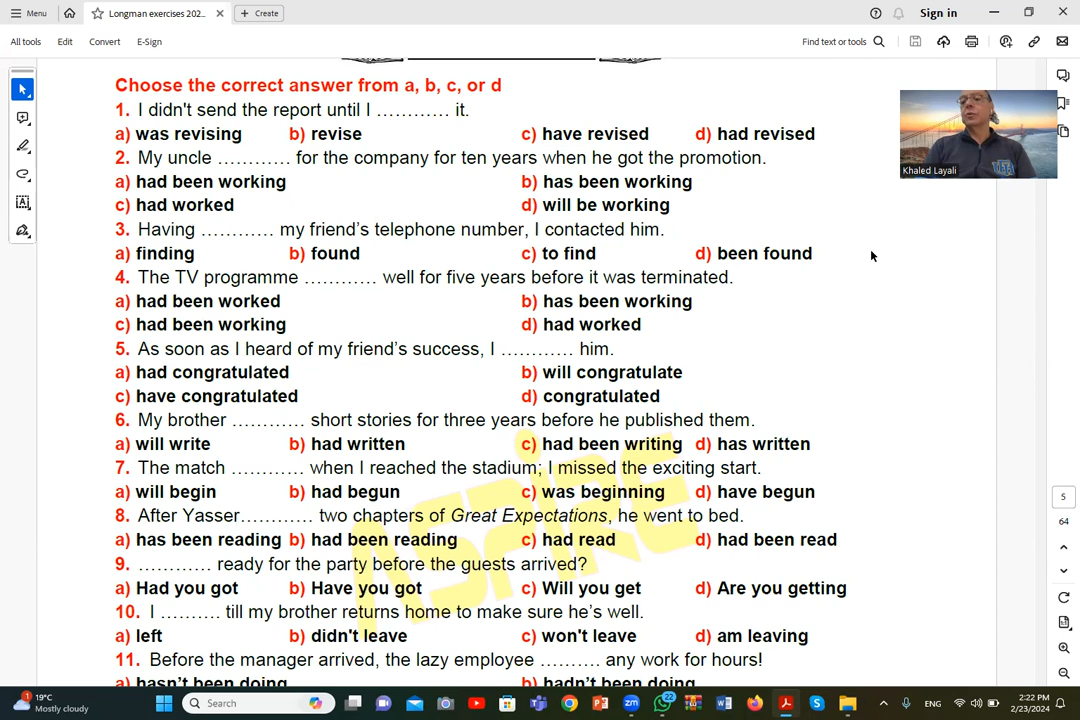 Menu
Longman exercises 202...
Create
Sign in
All tools
Edit
Convert
E-Sign
Find text or tools
Choose the correct answer from a, b, c, or d
1. I didn't send the report until I ………… it.
a) was revising b) revise c) have revised d) had revised
2. My uncle ………… for the company for ten years when he got the promotion.
a) had been working b) has been working
c) had worked d) will be working
3. Having ………… my friend's telephone number, I contacted him.
a) finding b) found c) to find d) been found
4. The TV programme ………… well for five years before it was terminated.
a) had been worked b) has been working
c) had been working d) had worked
5. As soon as I heard of my friend's success, I ………… him.
a) had congratulated b) will congratulate
c) have congratulated d) congratulated
6. My brother ………… short stories for three years before he published them.
a) will write b) had written c) had been writing d) has written
7. The match ………… when I reached the stadium; I missed the exciting start.
a) will begin b) had begun c) was beginning d) have begun
8. After Yasser………… two chapters of Great Expectations, he went to bed.
a) has been reading b) had been reading c) had read d) had been read
9. ………… ready for the party before the guests arrived?
a) Had you got b) Have you got c) Will you get d) Are you getting
10. I ………. till my brother returns home to make sure he's well.
a) left b) didn't leave c) won't leave d) am leaving
11. Before the manager arrived, the lazy employee ………. any work for hours!
a) hasn't been doing b) hadn't been doing
ASPIRE
Khaled Layali
5
64
1
19°C
Mostly cloudy
Search
22
ENG
2:22 PM
2/23/2024